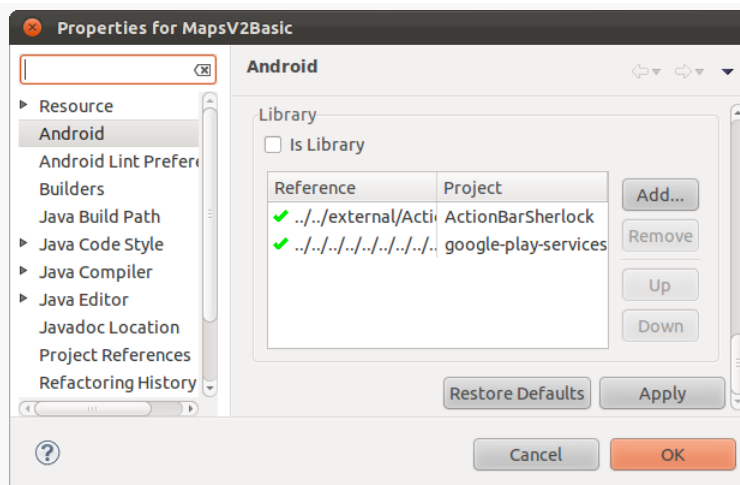 Properties for MapsV2Basic
Android
Resource
Android
Android Lint Prefere
Builders
Java Build Path
Java Code Style
Java Compiler
Java Editor
Javadoc Location
Project References
Refactoring History
Library
Is Library
Reference Project
../../external/Actio ActionBarSherlock
../../../../../../../../.. google-play-services
Add...
Remove
Up
Down
Restore Defaults Apply
? Cancel OK